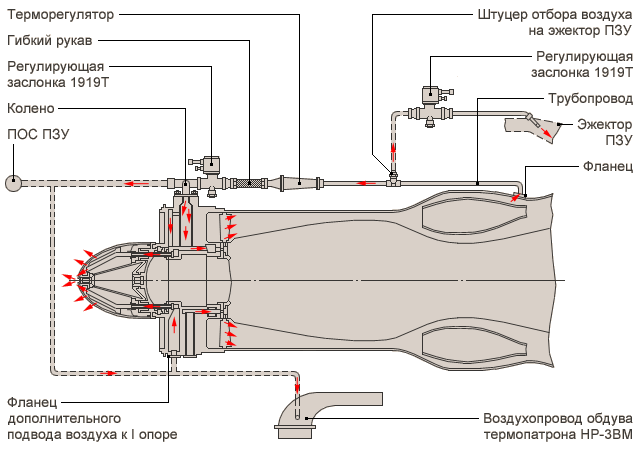 Терморегулятор
Гибкий рукав
Регулирующая
заслонка 1919Т
Колено
ПОС ПЗУ
Штуцер отбора воздуха
на эжектор ПЗУ
Регулирующая
заслонка 1919Т
Трубопровод
Эжектор
ПЗУ
Фланец
Фланец
дополнительного
подвода воздуха к I опоре
Воздухопровод обдува
термопатрона НР-3ВМ